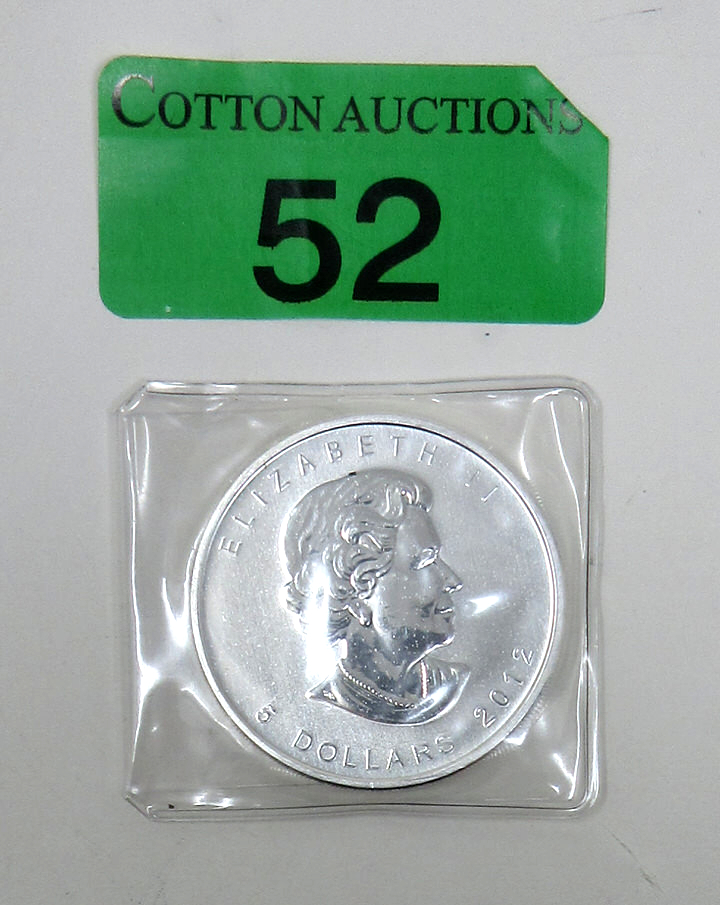 COTTON AUCTIONS
52
ELIZABETH II
5 DOLLARS 2012